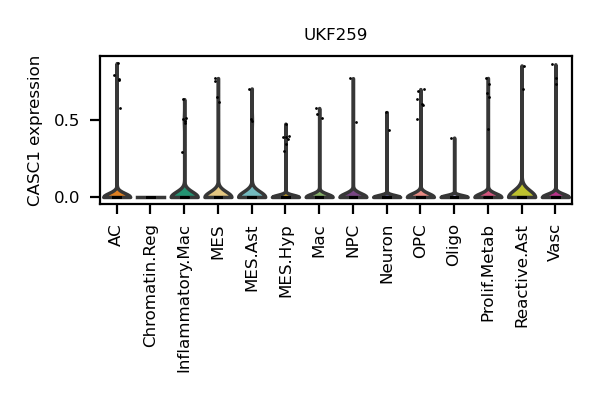 UKF259
CASC1 expression
0.5
0.0
AC
Chromatin.Reg
Inflammatory.Mac
MES
MES.Ast
MES.Hyp
Mac
NPC
Neuron
OPC
Oligo
Prolif.Metab
Reactive.Ast
Vasc